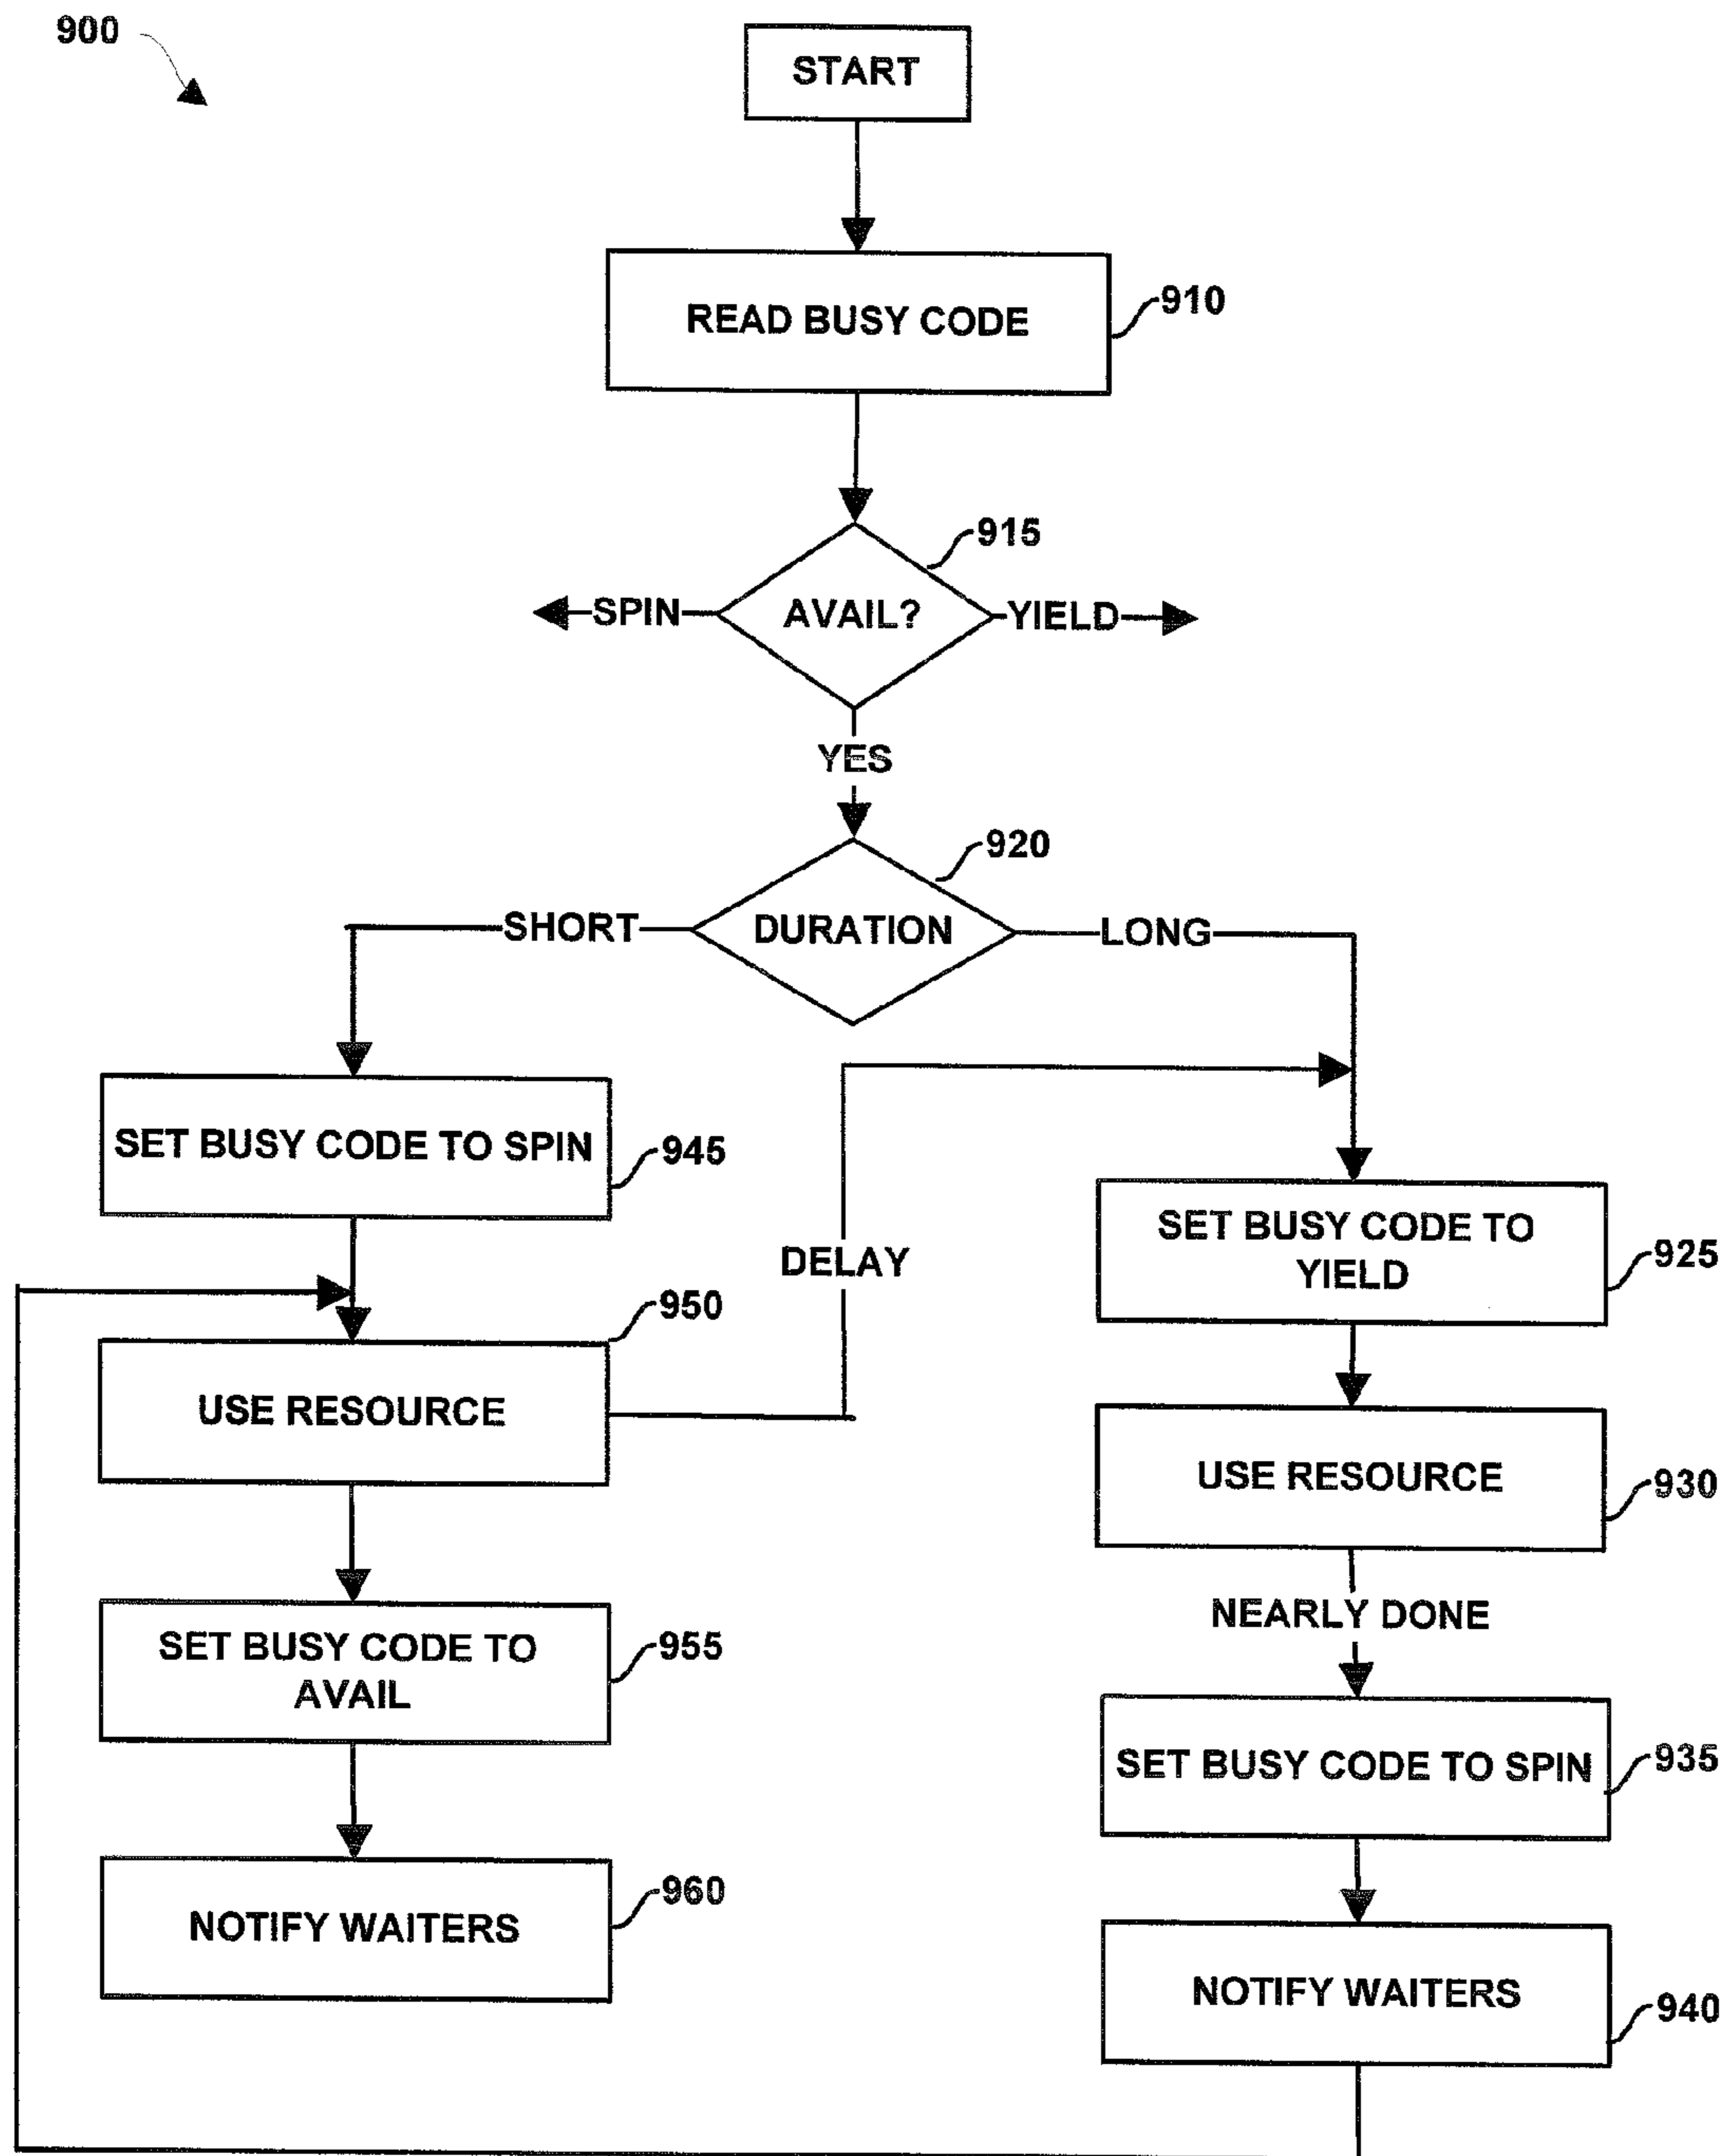 900
START
READ BUSY CODE
910
915
SPIN
AVAIL?
YIELD
YES
920
SHORT
DURATION
LONG
SET BUSY CODE TO SPIN
945
DELAY
SET BUSY CODE TO
YIELD
925
950
USE RESOURCE
USE RESOURCE
930
NEARLY DONE
SET BUSY CODE TO
AVAIL
955
SET BUSY CODE TO SPIN
935
NOTIFY WAITERS
960
NOTIFY WAITERS
940